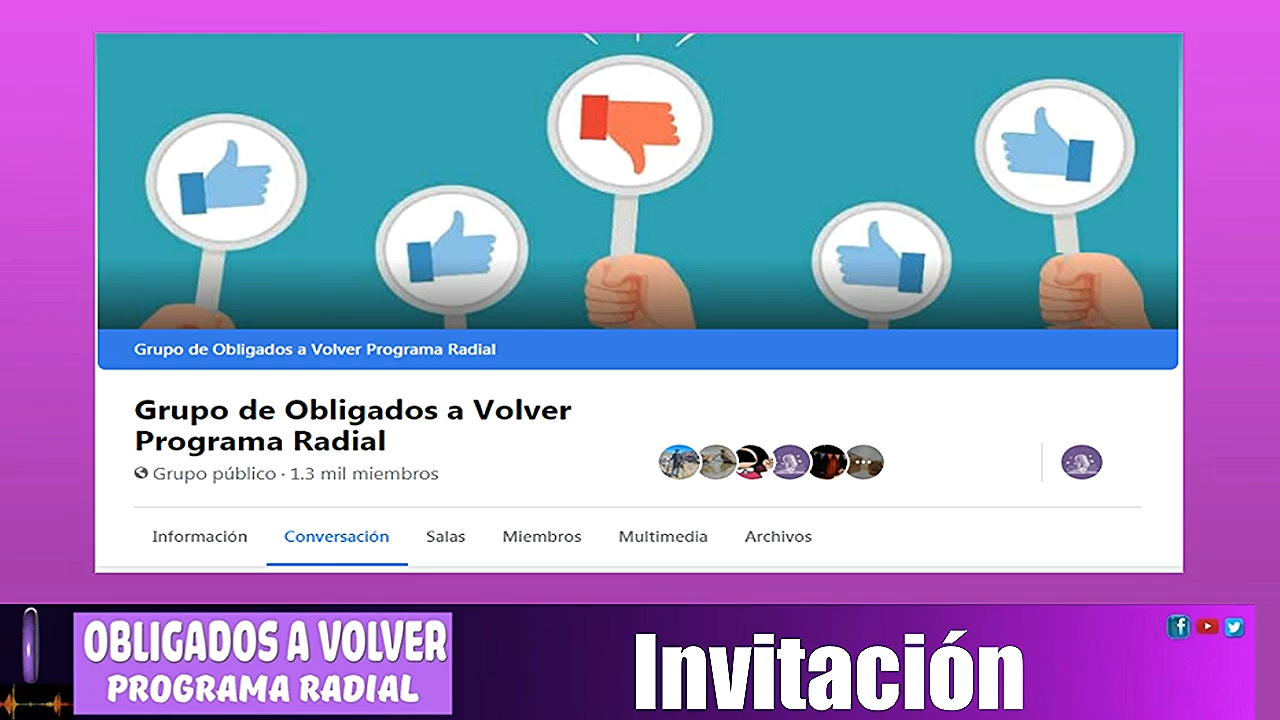 Grupo de Obligados a Volver Programa Radial
Grupo de Obligados a Volver
Programa Radial
Grupo público · 1.3 mil miembros
Información Conversación Salas Miembros Multimedia Archivos
OBLIGADOS A VOLVER
PROGRAMA RADIAL
Invitación